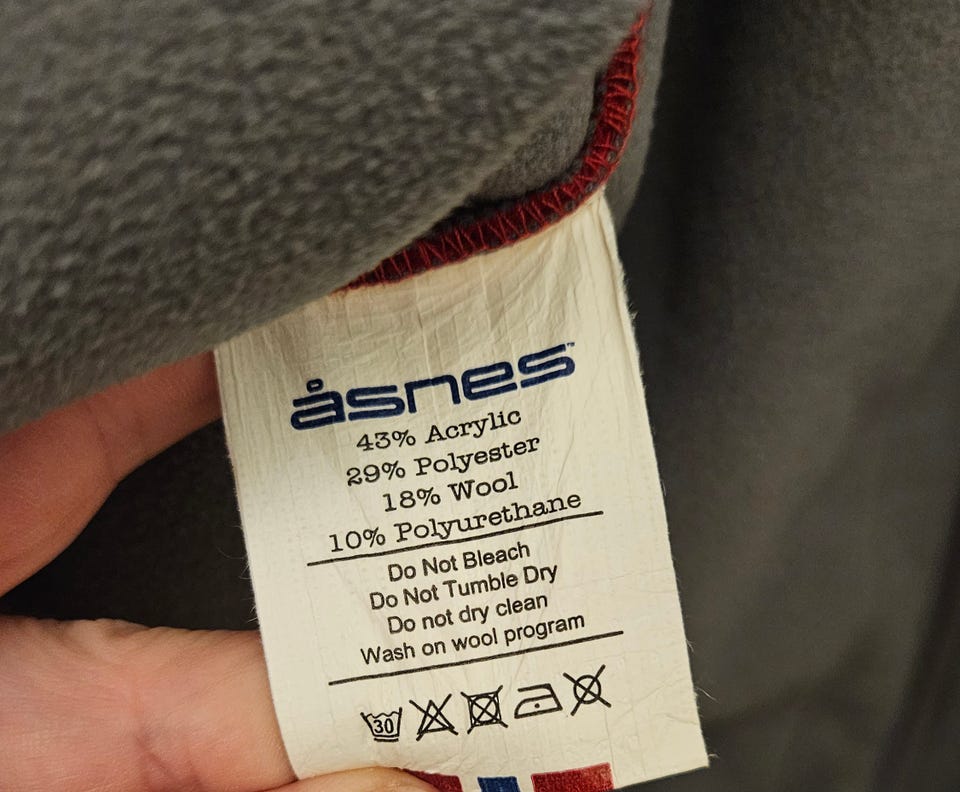 åsnes™
43% Acrylic
29% Polyester
18% Wool
10% Polyurethane
Do Not Bleach
Do Not Tumble Dry
Do not dry clean
Wash on wool program
30